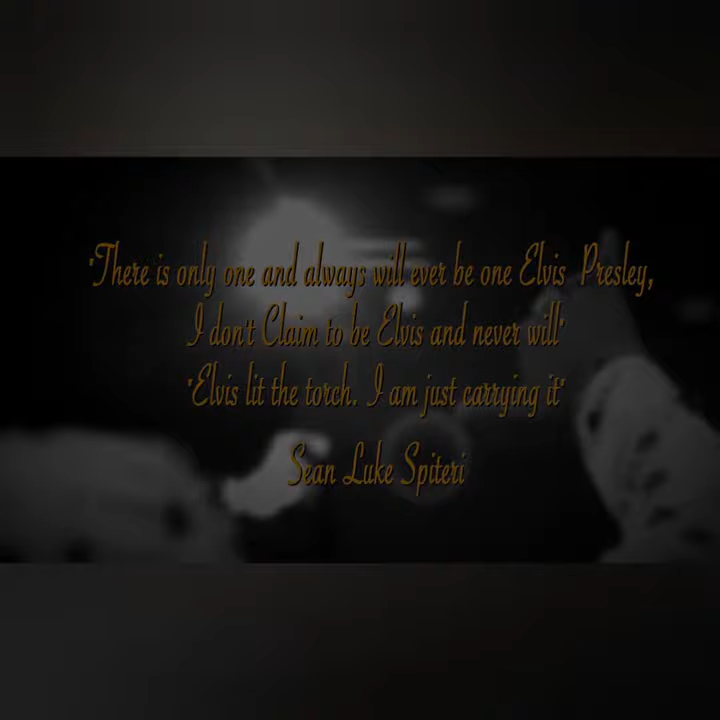 "There is only one and always will ever be one Elvis Presley,
I don't Claim to be Elvis and never will"
"Elvis lit the torch. I am just carrying it"
Sean Luke Spiteri